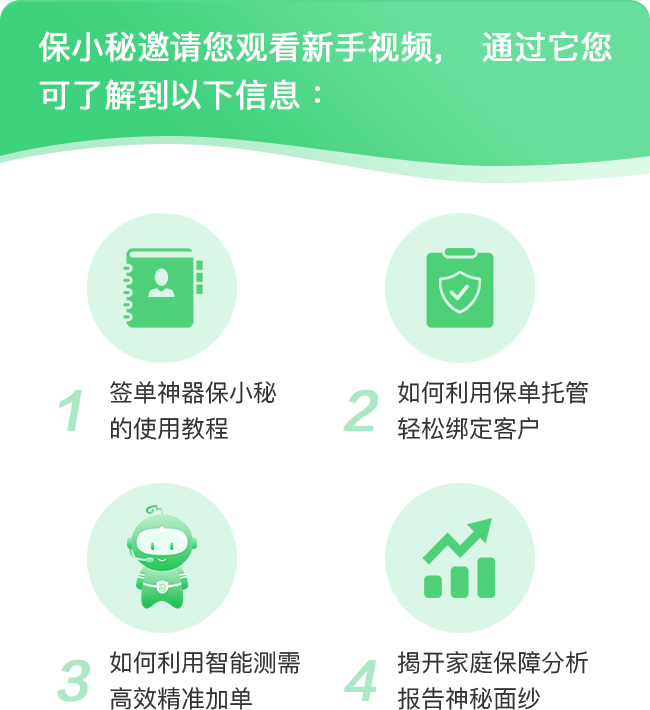 保小秘邀请您观看新手视频， 通过它您
可了解到以下信息：
1
签单神器保小秘
的使用教程
2
如何利用保单托管
轻松绑定客户
3
如何利用智能测需
高效精准加单
4
揭开家庭保障分析
报告神秘面纱